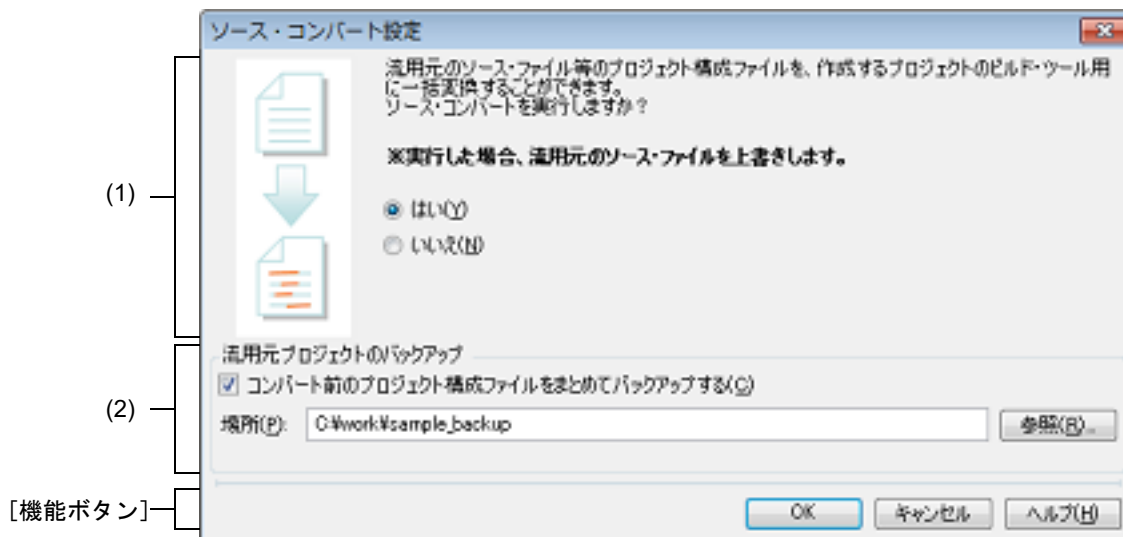 ソース・コンバート設定
(1)
流用元のソース・ファイル等のプロジェクト構成ファイルを、作成するプロジェクトのビルド・ツール用
に一括変換することができます。
ソース・コンバートを実行しますか？
※実行した場合、流用元のソース・ファイルを上書きします。
はい(Y)
いいえ(N)
(2)
流用元プロジェクトのバックアップ
コンバート前のプロジェクト構成ファイルをまとめてバックアップする(C)
場所(P): C:¥work¥sample_backup 参照(R)...
[機能ボタン] OK キャンセル ヘルプ(H)